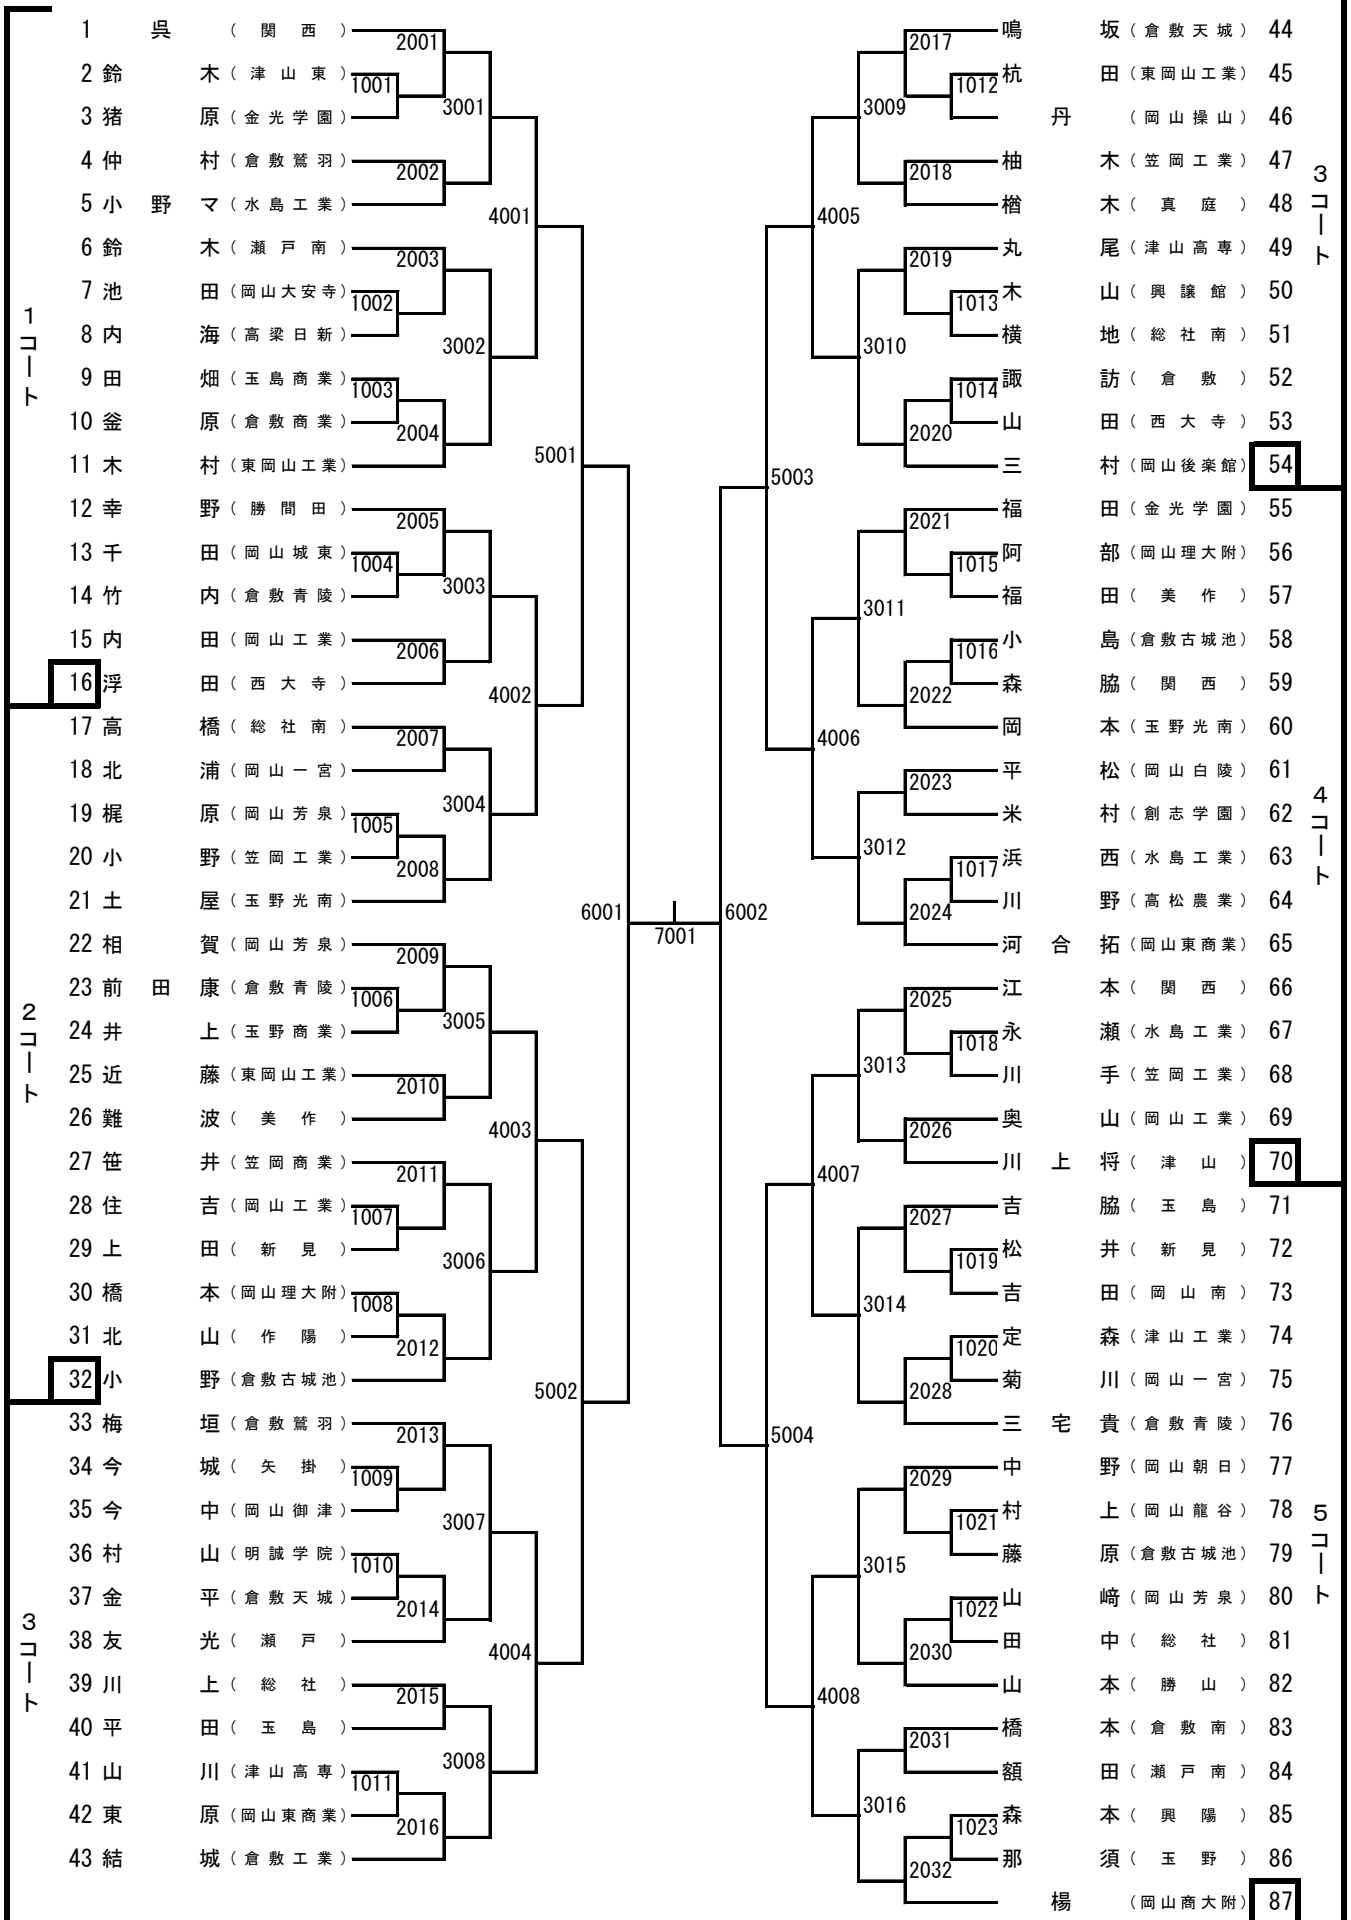 1 呉 （関西）
2 鈴木（津山東）
3 猪原（金光学園）
4 仲村（倉敷鷲羽）
5 小野マ（水島工業）
6 鈴木（瀬戸南）
7 池田（岡山大安寺）
8 内海（高梁日新）
9 田畑（玉島商業）
10 釜原（倉敷商業）
11 木村（東岡山工業）
12 幸野（勝間田）
13 千田（岡山城東）
14 竹内（倉敷青陵）
15 内田（岡山工業）
16 浮田（西大寺）
17 高橋（総社南）
18 北浦（岡山一宮）
19 梶原（岡山芳泉）
20 小野（笠岡工業）
21 土屋（玉野光南）
22 相賀（岡山芳泉）
23 前田康（倉敷青陵）
24 井上（玉野商業）
25 近藤（東岡山工業）
26 難波（美作）
27 笹井（笠岡商業）
28 住吉（岡山工業）
29 上田（新見）
30 橋本（岡山理大附）
31 北山（作陽）
32 小野（倉敷古城池）
33 梅垣（倉敷鷲羽）
34 今城（矢掛）
35 今中（岡山御津）
36 村山（明誠学院）
37 金平（倉敷天城）
38 友光（瀬戸）
39 川上（総社）
40 平田（玉島）
41 山川（津山高専）
42 東原（岡山東商業）
43 結城（倉敷工業）
1コート
2コート
3コート
1001
1002
1003
1004
1005
1006
1007
1008
1009
1010
1011
2001
2002
2003
2004
2005
2006
2007
2008
2009
2010
2011
2012
2013
2014
2015
2016
3001
3002
3003
3004
3005
3006
3007
3008
4001
4002
4003
4004
5001
5002
6001
7001
6002
5003
5004
4005
4006
4007
4008
3009
3010
3011
3012
3013
3014
3015
3016
2017
2018
2019
2020
2021
2022
2023
2024
2025
2026
2027
2028
2029
2030
2031
2032
1012
1013
1014
1015
1016
1017
1018
1019
1020
1021
1022
1023
鳴坂（倉敷天城） 44
杭田（東岡山工業） 45
丹 （岡山操山） 46
柚木（笠岡工業） 47
楢木（真庭） 48
丸尾（津山高専） 49
木山（興譲館） 50
横地（総社南） 51
諏訪（倉敷） 52
山田（西大寺） 53
三村（岡山後楽館） 54
福田（金光学園） 55
阿部（岡山理大附） 56
福田（美作） 57
小島（倉敷古城池） 58
森脇（関西） 59
岡本（玉野光南） 60
平松（岡山白陵） 61
米村（創志学園） 62
浜西（水島工業） 63
川野（高松農業） 64
河合拓（岡山東商業） 65
江本（関西） 66
永瀬（水島工業） 67
川手（笠岡工業） 68
奥山（岡山工業） 69
川上将（津山） 70
吉脇（玉島） 71
松井（新見） 72
吉田（岡山南） 73
定森（津山工業） 74
菊川（岡山一宮） 75
三宅貴（倉敷青陵） 76
中野（岡山朝日） 77
村上（岡山龍谷） 78
藤原（倉敷古城池） 79
山﨑（岡山芳泉） 80
田中（総社） 81
山本（勝山） 82
橋本（倉敷南） 83
額田（瀬戸南） 84
森本（興陽） 85
那須（玉野） 86
楊 （岡山商大附） 87
3コート
4コート
5コート